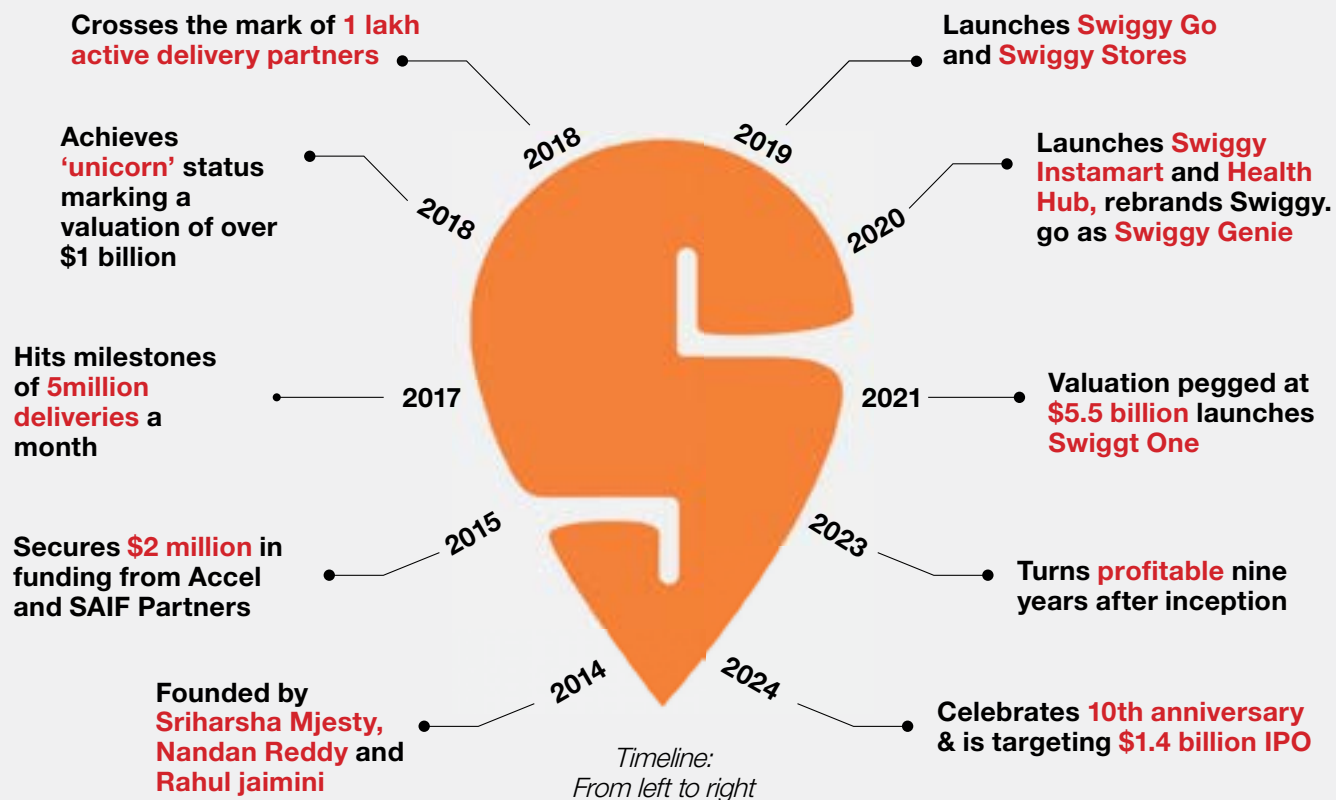 Crosses the mark of 1 lakh
active delivery partners
2018
Achieves
‘unicorn’ status
marking a
valuation of over
$1 billion
2018
Hits milestones
of 5million
deliveries a
month
2017
Secures $2 million in
funding from Accel
and SAIF Partners
2015
Founded by
Sriharsha Mjesty,
Nandan Reddy and
Rahul jaimini
2014
Timeline:
From left to right
Launches Swiggy Go
and Swiggy Stores
2019
Launches Swiggy
Instamart and Health
Hub, rebrands Swiggy.
go as Swiggy Genie
2020
Valuation pegged at
$5.5 billion launches
Swiggt One
2021
Turns profitable nine
years after inception
2023
Celebrates 10th anniversary
& is targeting $1.4 billion IPO
2024